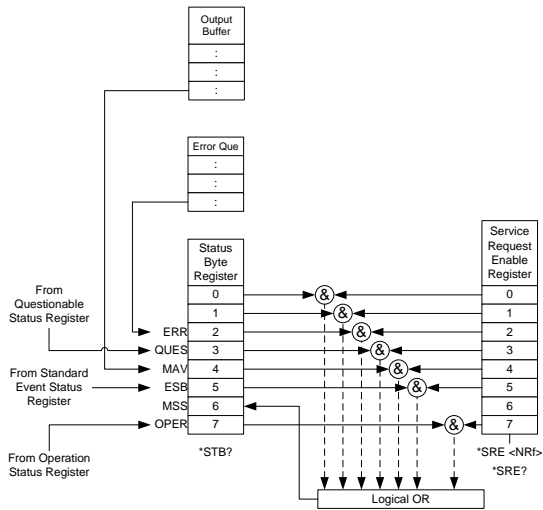 Output
Buffer
:
:
:
Error Que
:
:
:
Status
Byte
Register
Service
Request
Enable
Register
From
Questionable
Status Register
From Standard
Event Status
Register
From Operation
Status Register
0 & 0
1 & 1
ERR 2 & 2
QUES 3 & 3
MAV 4 & 4
ESB 5 & 5
MSS 6 6
OPER 7 & 7
*STB?
*SRE <NRf>
*SRE?
Logical OR